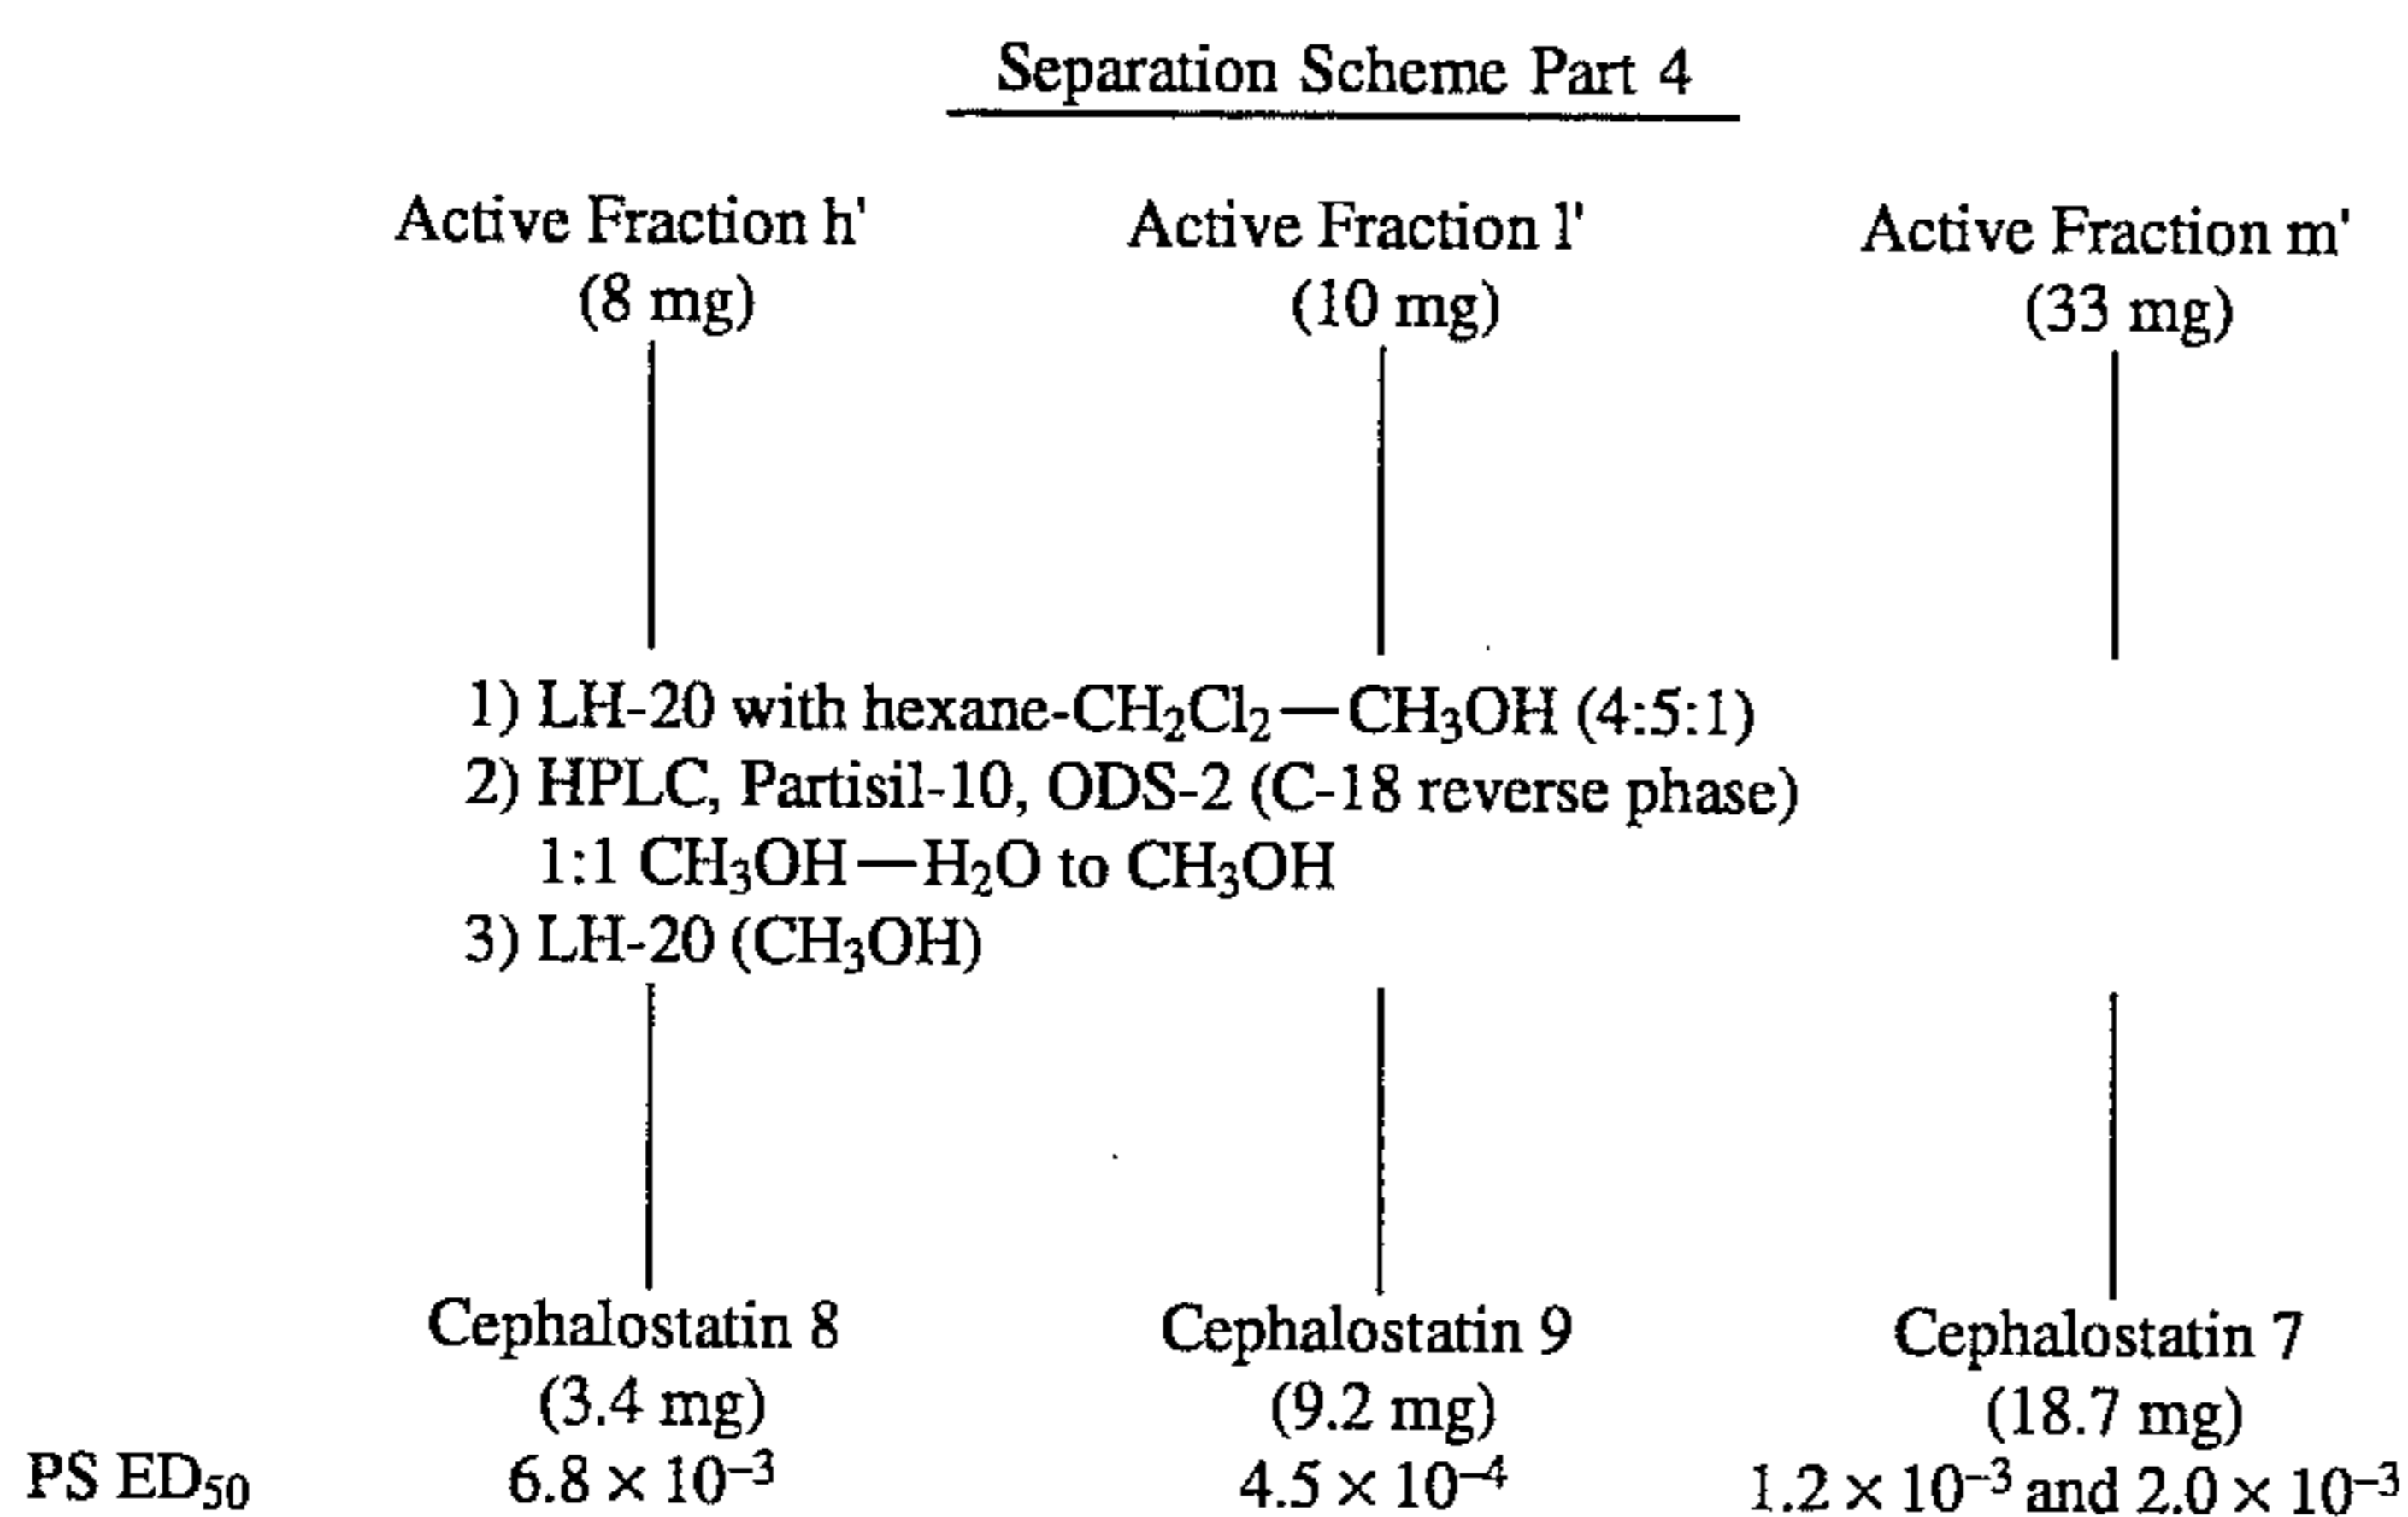 Separation Scheme Part 4
Active Fraction h' Active Fraction l' Active Fraction m'
(8 mg) (10 mg) (33 mg)
1) LH-20 with hexane-CH₂Cl₂—CH₃OH (4:5:1)
2) HPLC, Partisil-10, ODS-2 (C-18 reverse phase)
1:1 CH₃OH—H₂O to CH₃OH
3) LH-20 (CH₃OH)
Cephalostatin 8 Cephalostatin 9 Cephalostatin 7
(3.4 mg) (9.2 mg) (18.7 mg)
PS ED₅₀ 6.8 × 10⁻³ 4.5 × 10⁻⁴ 1.2 × 10⁻³ and 2.0 × 10⁻³